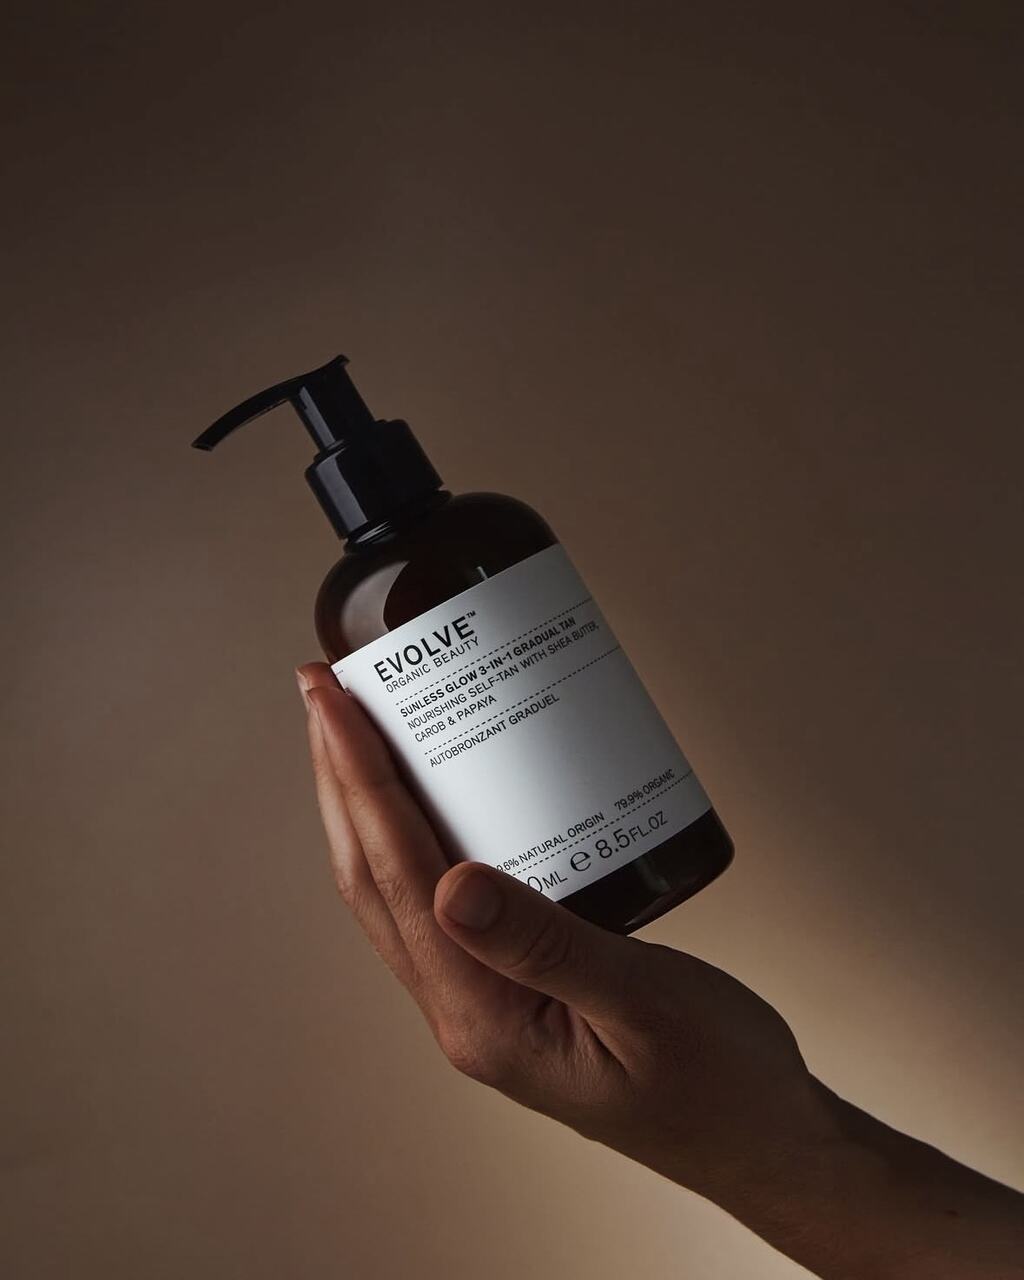 EVOLVE™
ORGANIC BEAUTY
SUNLESS GLOW 3-IN-1 GRADUAL TAN
NOURISHING SELF-TAN WITH SHEA BUTTER,
CAROB & PAPAYA
AUTOBRONZANT GRADUEL
NATURAL ORIGIN 79.9% ORGANIC
ML ℮ 8.5FL.OZ